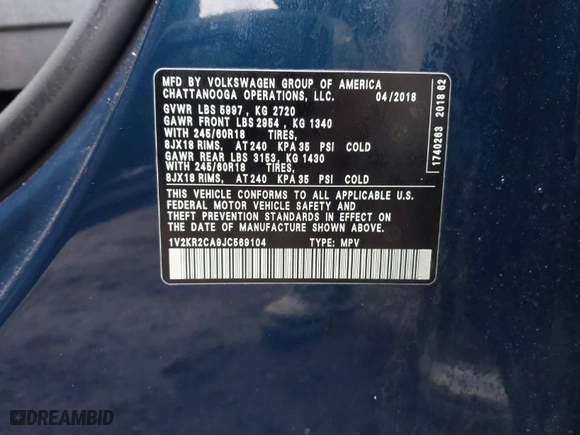 MFD BY VOLKSWAGEN GROUP OF AMERICA
CHATTANOOGA OPERATIONS, LLC. 04/2018
GVWR LBS 5997 , KG 2720
GAWR FRONT LBS 2954 , KG 1340
WITH 245/60R18 TIRES,
8JX18 RIMS, AT 240 KPA 35 PSI COLD
GAWR REAR LBS 3153, KG 1430
WITH 245/60R18 TIRES,
8JX18 RIMS, AT 240 KPA 35 PSI COLD
THIS VEHICLE CONFORMS TO ALL APPLICABLE U.S.
FEDERAL MOTOR VEHICLE SAFETY AND
THEFT PREVENTION STANDARDS IN EFFECT ON
THE DATE OF MANUFACTURE SHOWN ABOVE.
1V2KR2CA9JC569104 TYPE: MPV
1740263 2018 62
DREAMBID